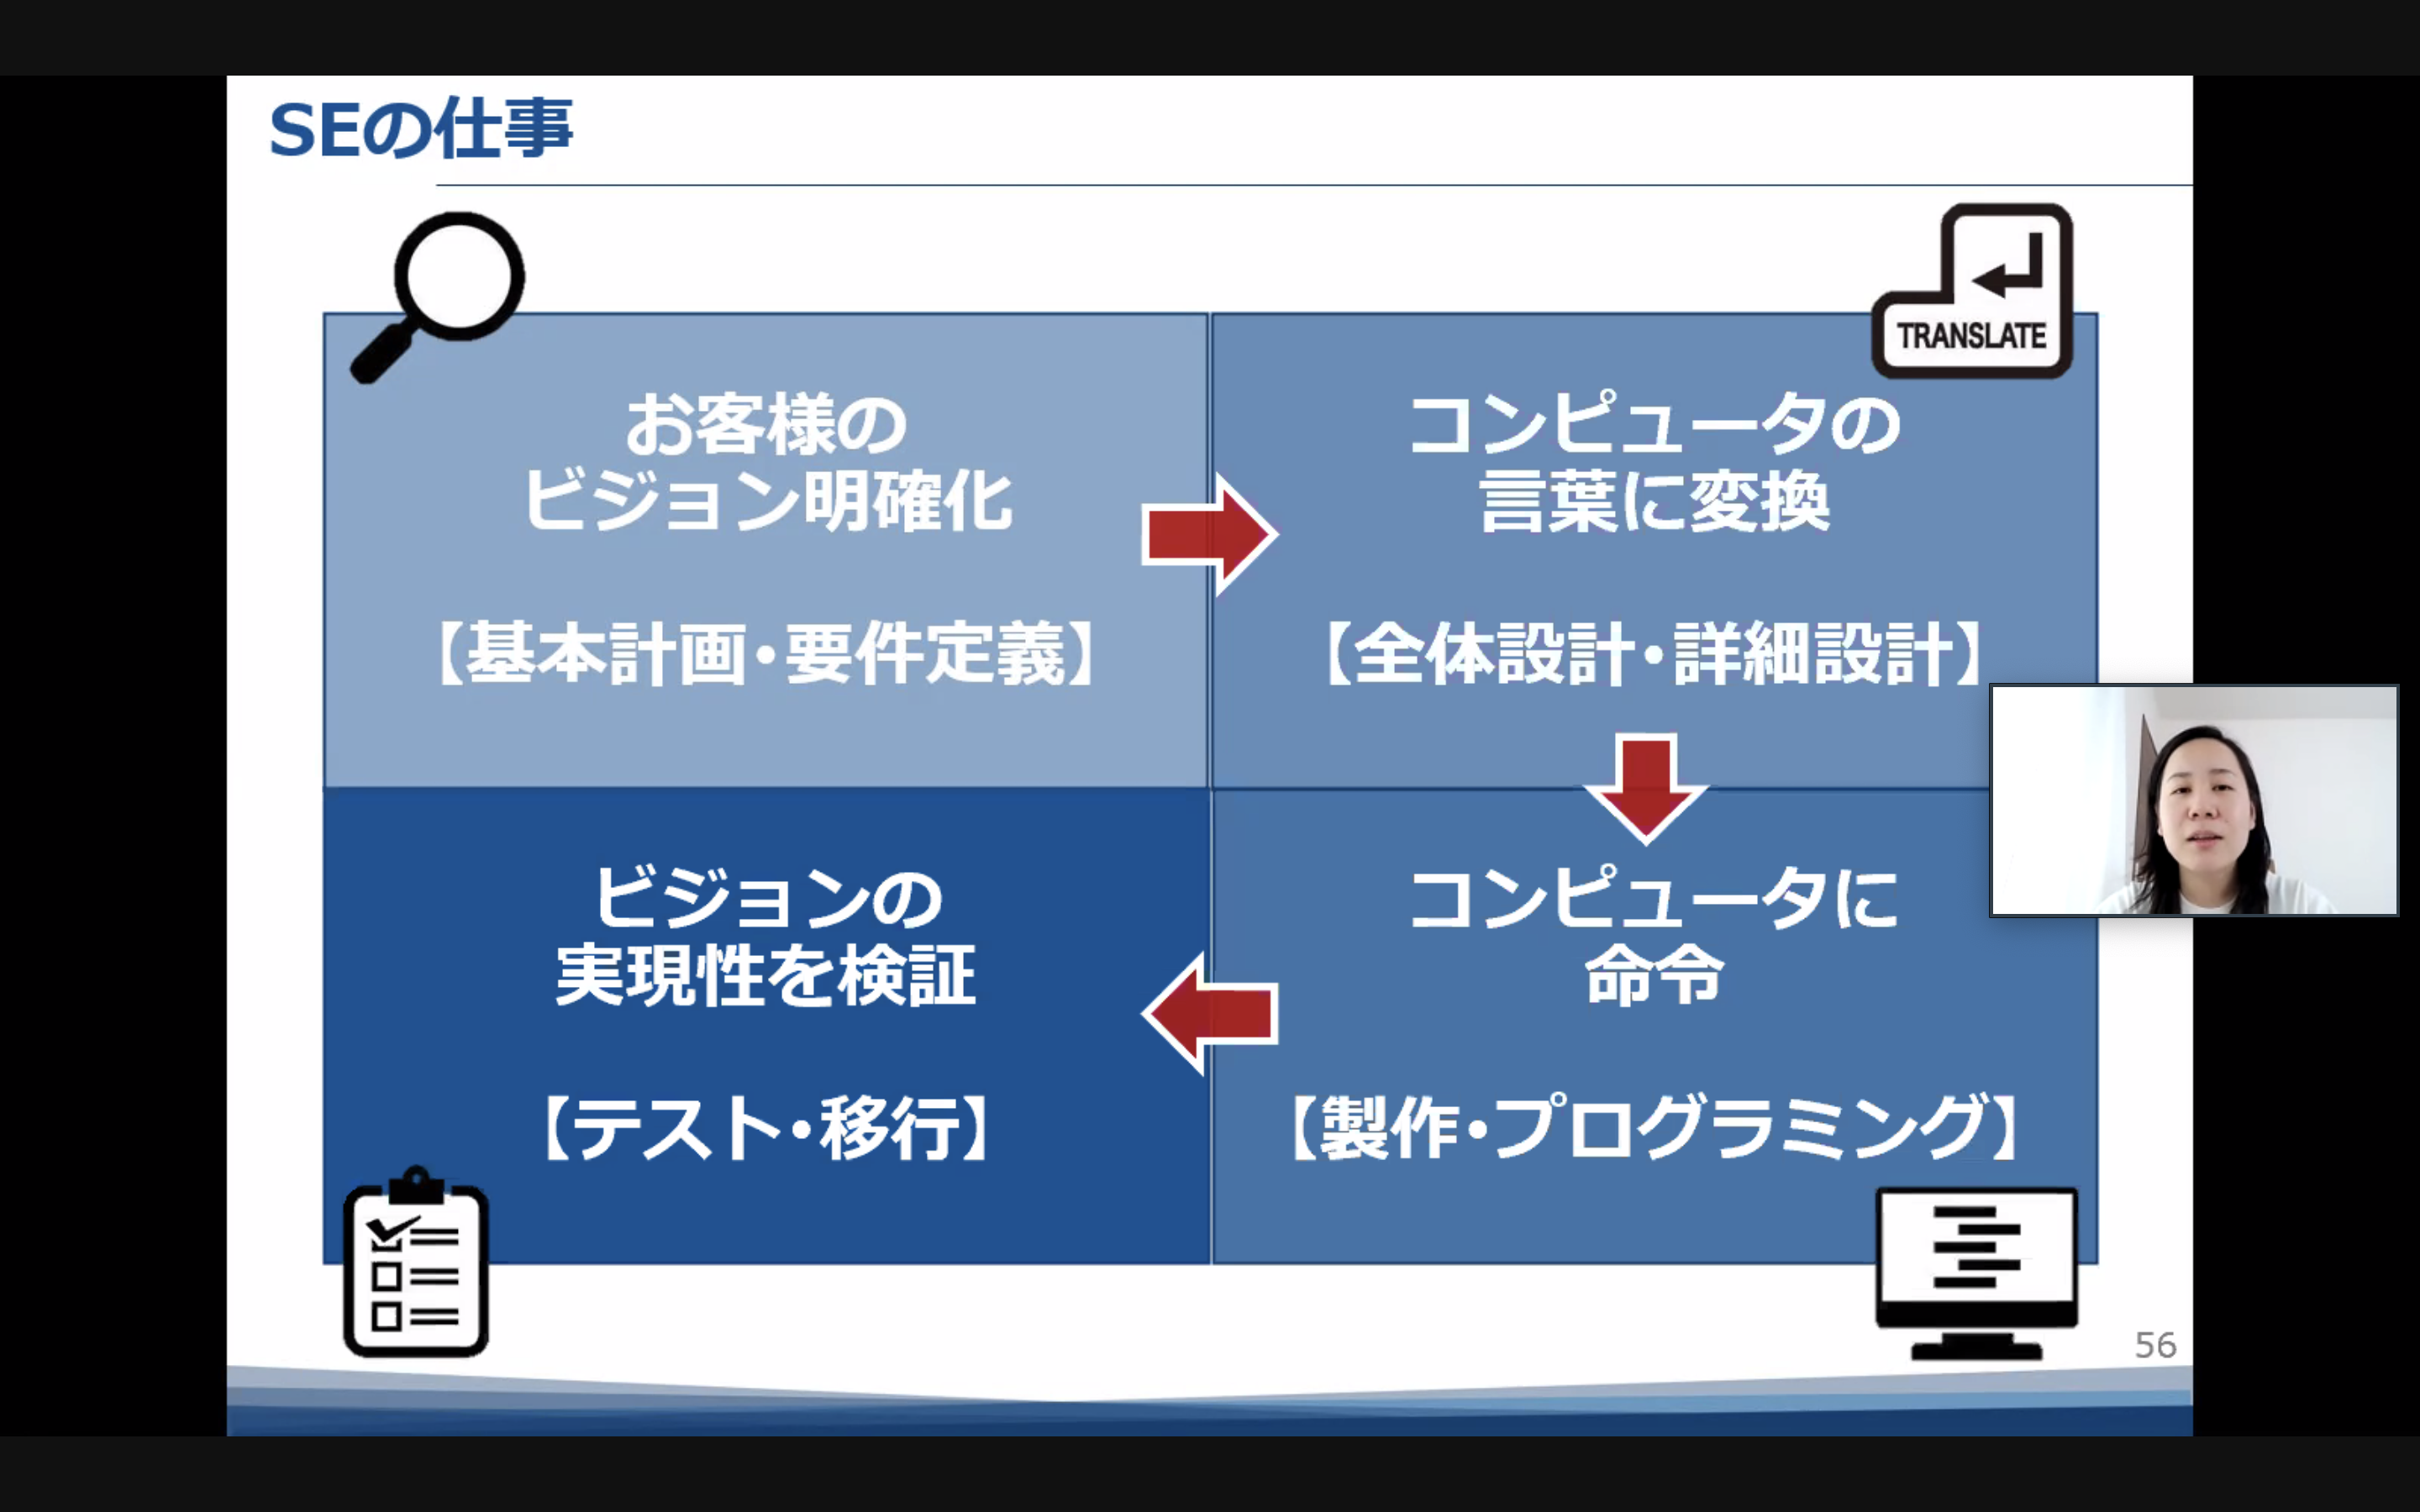 SEの仕事
TRANSLATE
お客様の
ビジョン明確化
【基本計画・要件定義】
コンピュータの
言葉に変換
【全体設計・詳細設計】
コンピュータに
命令
【製作・プログラミング】
ビジョンの
実現性を検証
【テスト・移行】
56